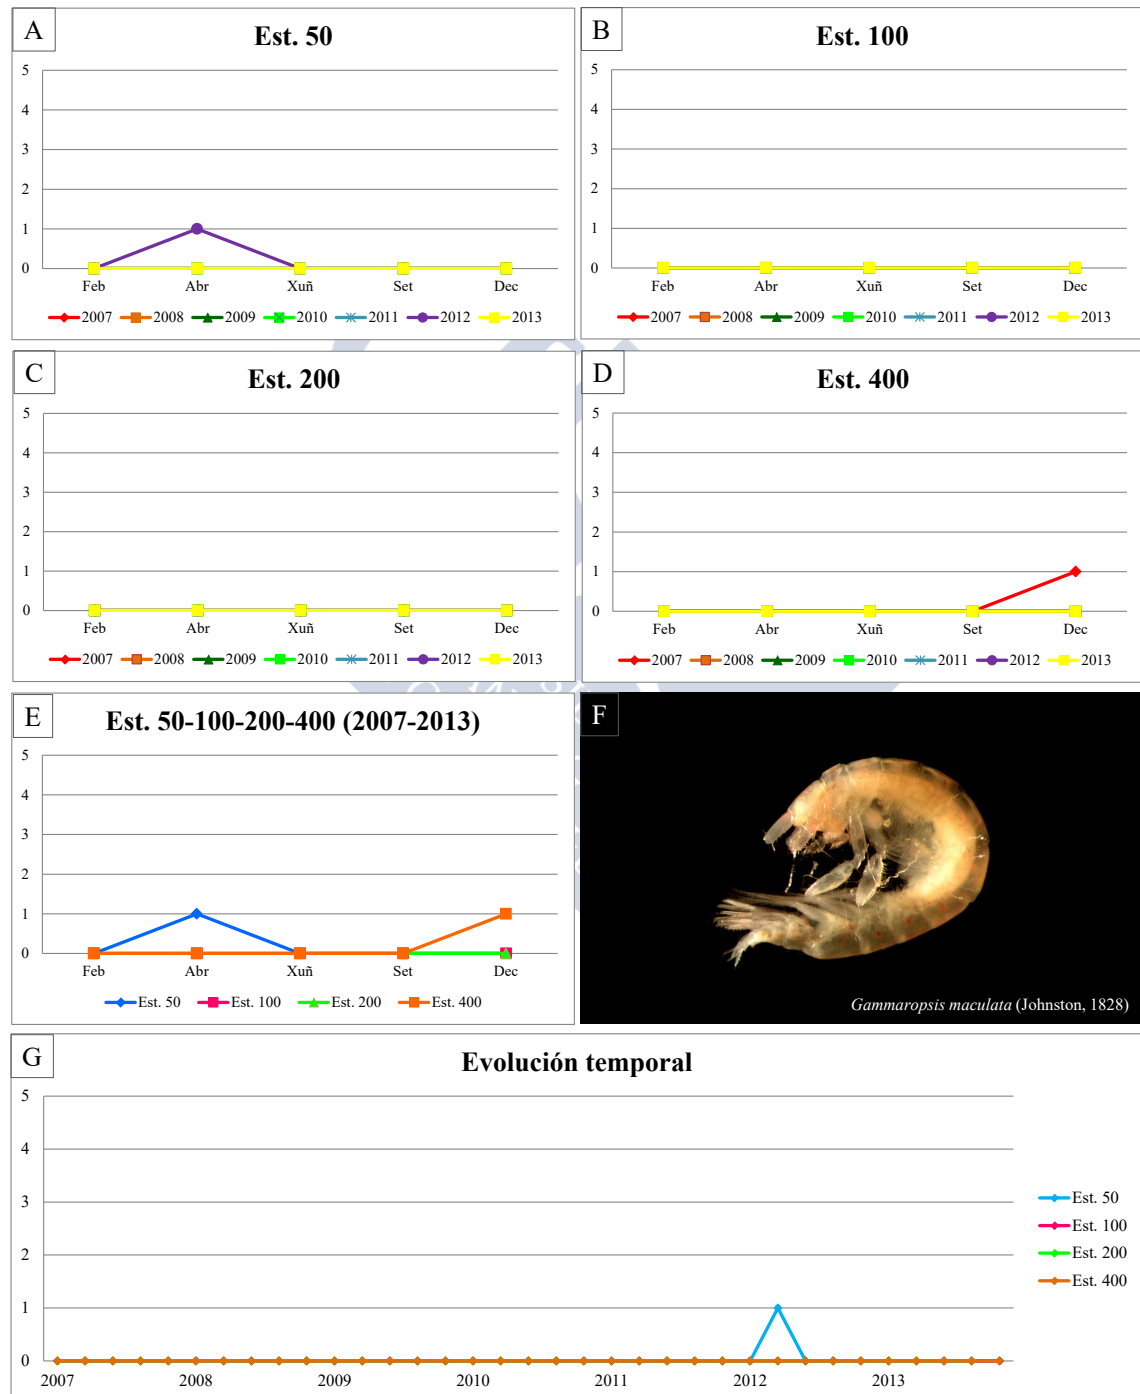 A
Est. 50
5
4
3
2
1
0
Feb Abr Xuñ Set Dec
2007 2008 2009 2010 2011 2012 2013
B
Est. 100
5
4
3
2
1
0
Feb Abr Xuñ Set Dec
2007 2008 2009 2010 2011 2012 2013
C
Est. 200
5
4
3
2
1
0
Feb Abr Xuñ Set Dec
2007 2008 2009 2010 2011 2012 2013
D
Est. 400
5
4
3
2
1
0
Feb Abr Xuñ Set Dec
2007 2008 2009 2010 2011 2012 2013
E
Est. 50-100-200-400 (2007-2013)
5
4
3
2
1
0
Feb Abr Xuñ Set Dec
Est. 50 Est. 100 Est. 200 Est. 400
F
Gammaropsis maculata (Johnston, 1828)
G
Evolución temporal
5
4
3
2
1
0
2007 2008 2009 2010 2011 2012 2013
Est. 50
Est. 100
Est. 200
Est. 400